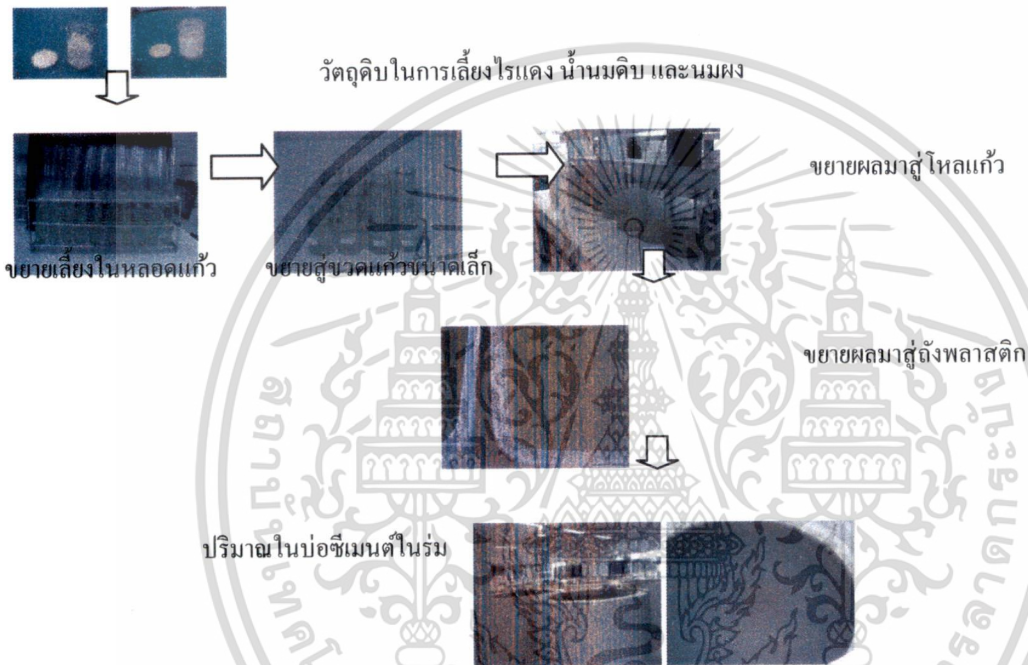 วัตถุดิบในการเลี้ยงไรแดง น้ำนมดิบ และนมผง
ขยายผลมาสู่โหลแก้ว
ขยายเลี้ยงในหลอดแก้ว
ขยายสู่ขวดแก้วขนาดเล็ก
ขยายผลมาสู่ถังพลาสติก
ปริมาณในบ่อซีเมนต์ในร่ม